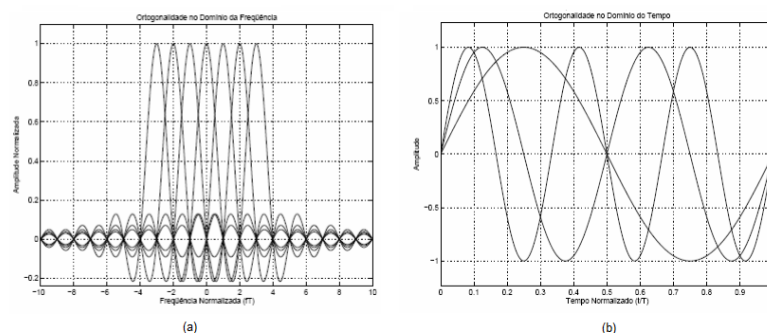 Ortogonalidade no Domínio da Freqüência
Amplitude Normalizada
1
0.8
0.6
0.4
0.2
0
−0.2
−10 −8 −6 −4 −2 0 2 4 6 8 10
Freqüência Normalizada (fT)
(a)
Ortogonalidade no Domínio do Tempo
Amplitude
1
0.5
0
−0.5
−1
0 0.1 0.2 0.3 0.4 0.5 0.6 0.7 0.8 0.9
Tempo Normalizado (t/T)
(b)